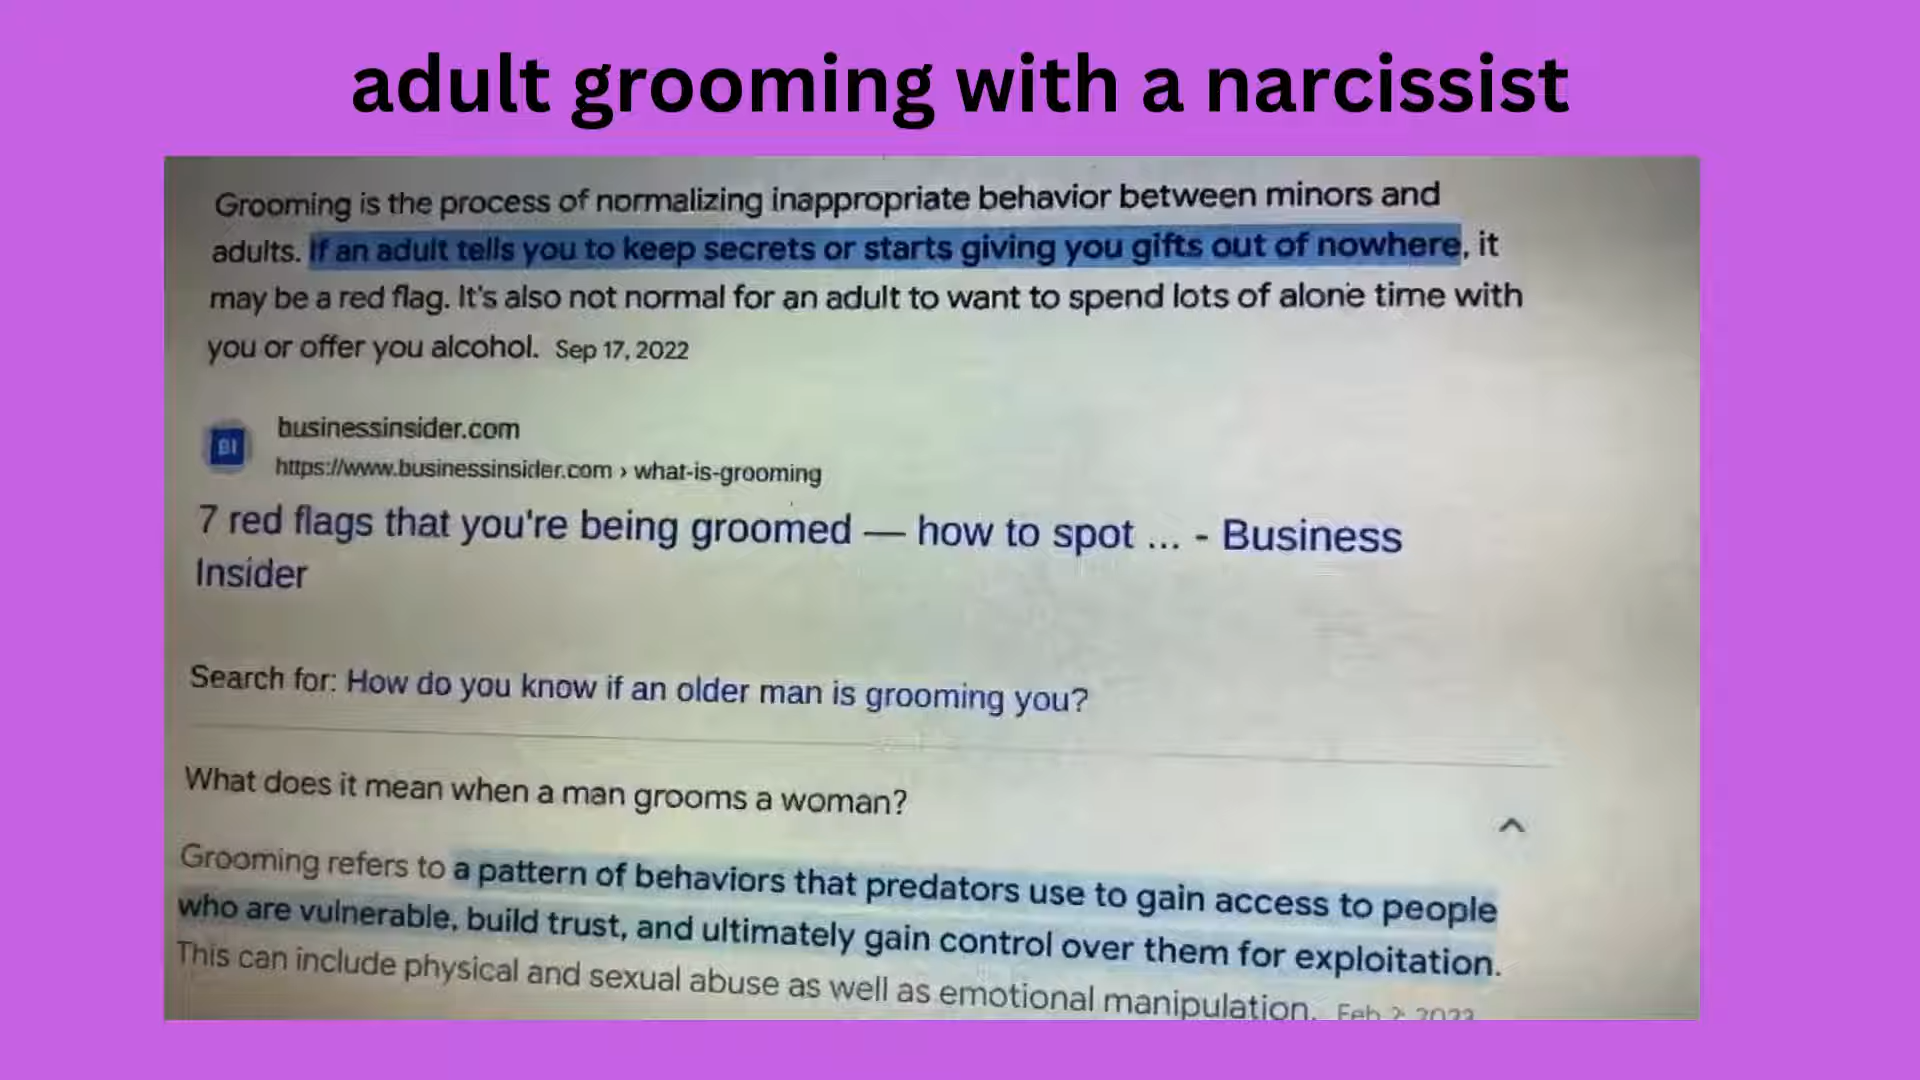 adult grooming with a narcissist
Grooming is the process of normalizing inappropriate behavior between minors and
adults. If an adult tells you to keep secrets or starts giving you gifts out of nowhere, it
may be a red flag. It's also not normal for an adult to want to spend lots of alone time with
you or offer you alcohol. Sep 17, 2022
BI
businessinsider.com
https://www.businessinsider.com › what-is-grooming
7 red flags that you're being groomed — how to spot ... - Business
Insider
Search for: How do you know if an older man is grooming you?
What does it mean when a man grooms a woman?
Grooming refers to a pattern of behaviors that predators use to gain access to people
who are vulnerable, build trust, and ultimately gain control over them for exploitation.
This can include physical and sexual abuse as well as emotional manipulation. Feb 2, 2023